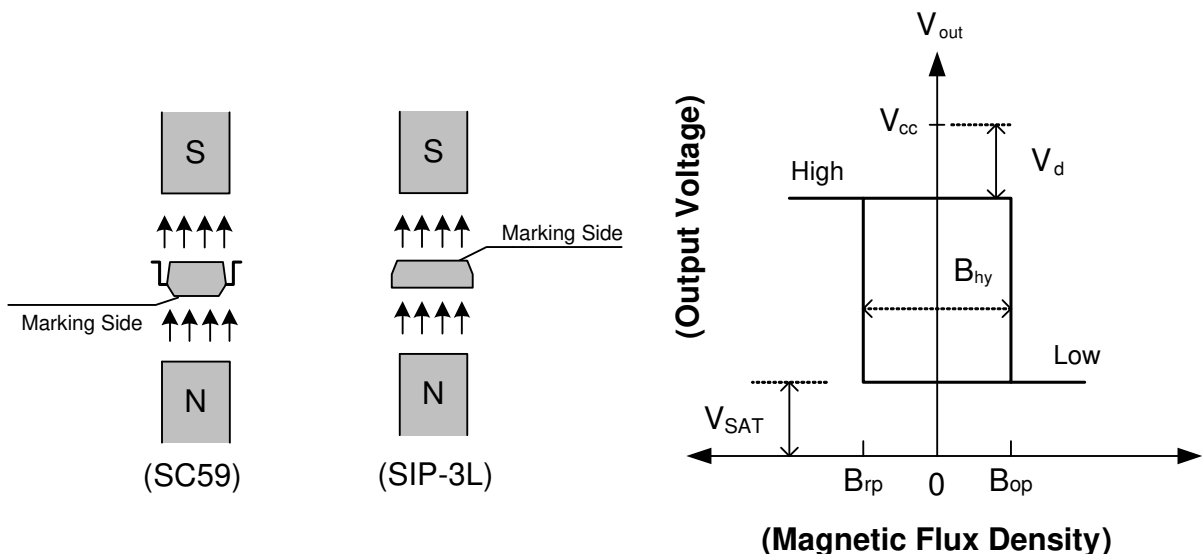 S
Marking Side
N
(SC59)
S
Marking Side
N
(SIP-3L)
Vout
(Output Voltage)
Vcc
High
Vd
Bhy
Low
VSAT
Brp
0
Bop
(Magnetic Flux Density)